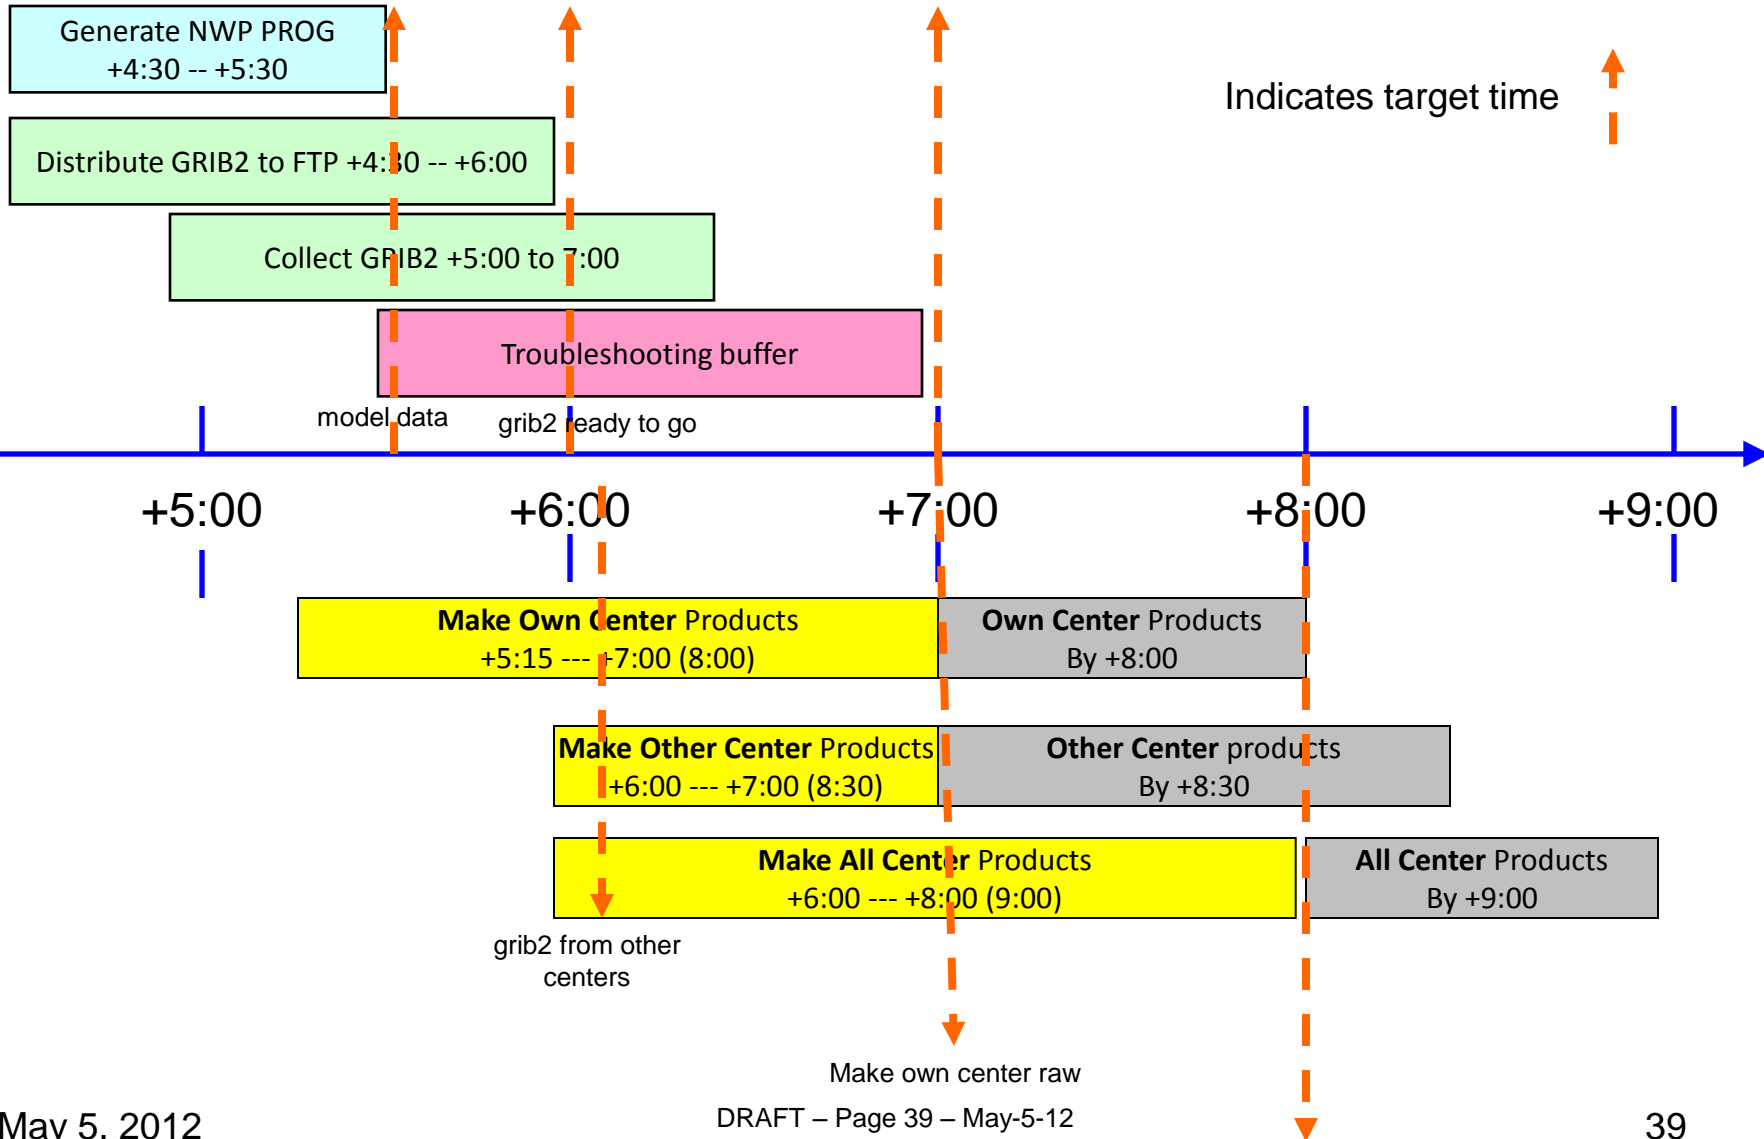 Generate NWP PROG
+4:30 -- +5:30
Indicates target time
Distribute GRIB2 to FTP +4:30 -- +6:00
Collect GRIB2 +5:00 to 7:00
Troubleshooting buffer
model data
grib2 ready to go
+5:00
+6:00
+7:00
+8:00
+9:00
Make Own Center Products
+5:15 --- +7:00 (8:00)
Own Center Products
By +8:00
Make Other Center Products
+6:00 --- +7:00 (8:30)
Other Center products
By +8:30
Make All Center Products
+6:00 --- +8:00 (9:00)
All Center Products
By +9:00
grib2 from other
centers
Make own center raw
DRAFT – Page 39 – May-5-12
May 5, 2012
39